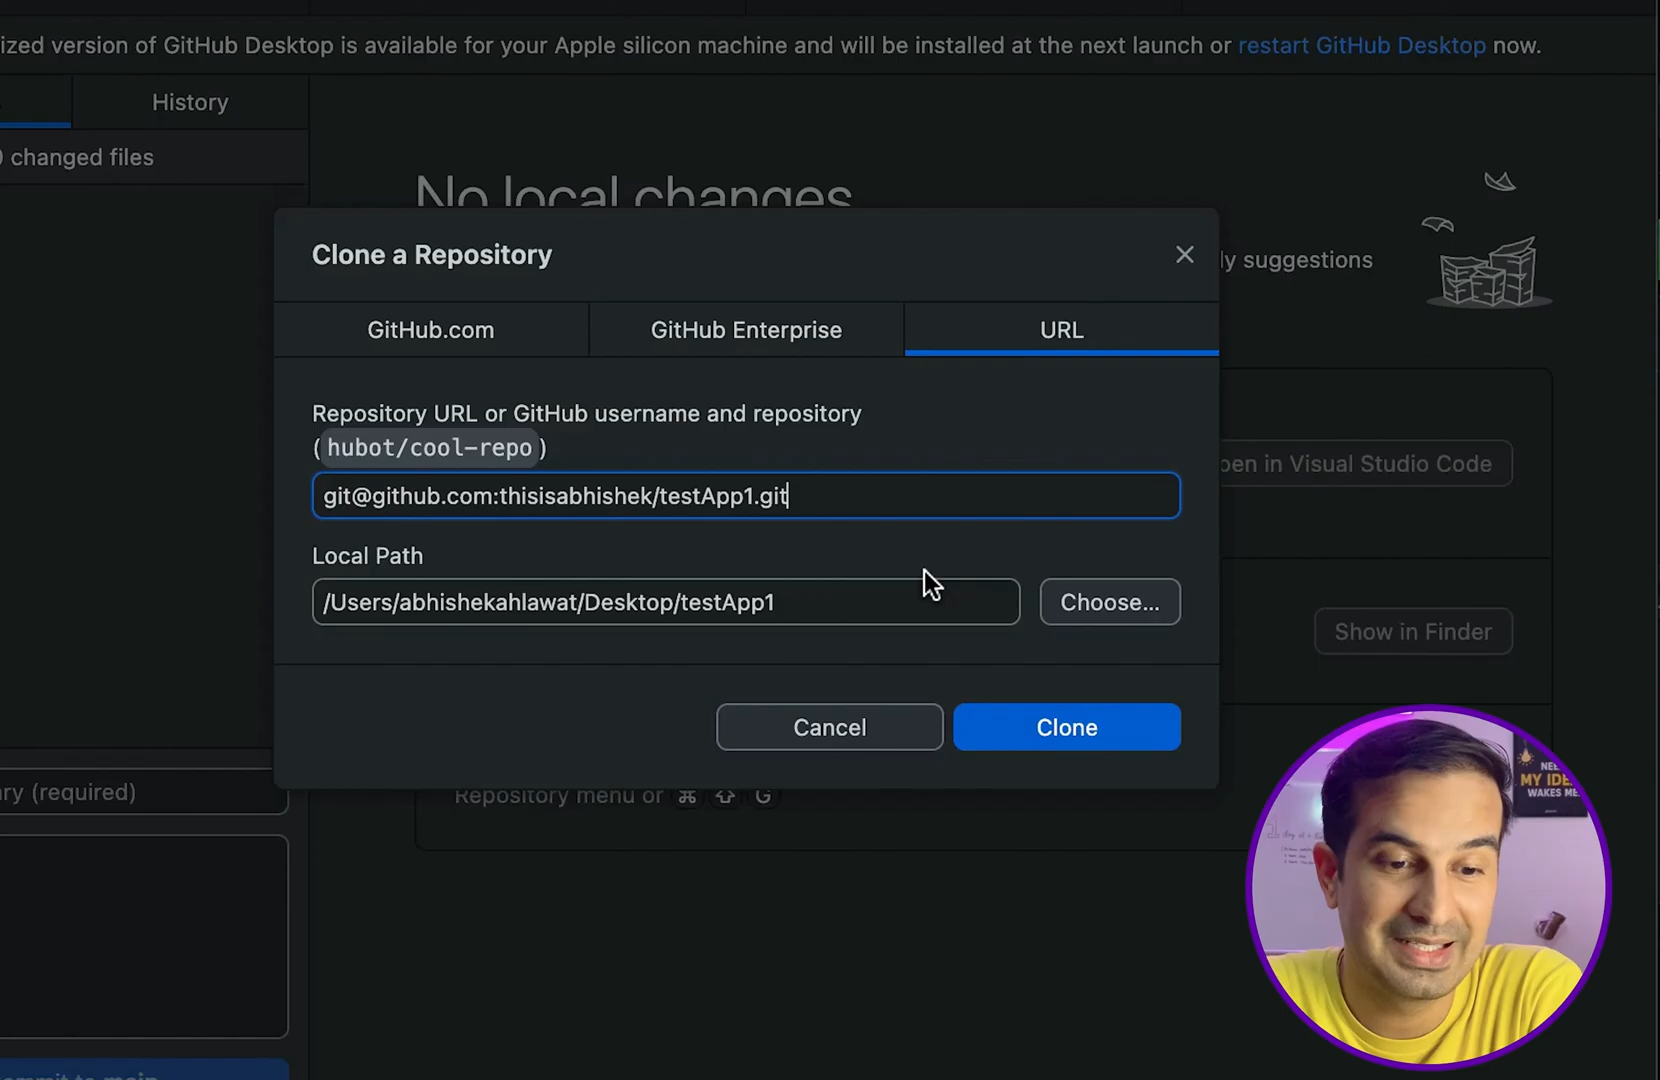 ized version of GitHub Desktop is available for your Apple silicon machine and will be installed at the next launch or restart GitHub Desktop now.
History
changed files
No local changes
ly suggestions
Clone a Repository
GitHub.com
GitHub Enterprise
URL
Repository URL or GitHub username and repository
(hubot/cool-repo)
git@github.com:thisisabhishek/testApp1.git
pen in Visual Studio Code
Local Path
/Users/abhishekahlawat/Desktop/testApp1
Choose...
Show in Finder
Cancel
Clone
ry (required)
Repository menu or ⌘ ⇧ G
MY IDE
WAKES ME
ommit to main